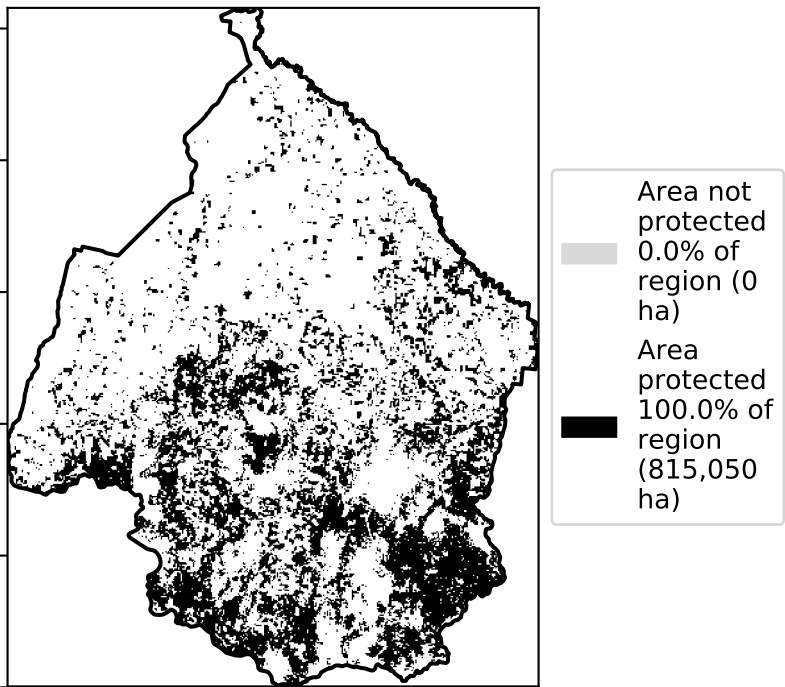 Area not
protected
0.0% of
region (0
ha)
Area
protected
100.0% of
region
(815,050
ha)